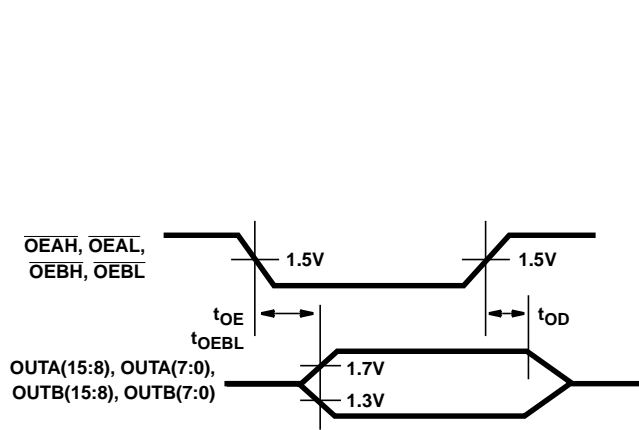 OEAH, OEAL,
OEBH, OEBL
1.5V
1.5V
tOE
tOEBL
tOD
OUTA(15:8), OUTA(7:0),
OUTB(15:8), OUTB(7:0)
1.7V
1.3V